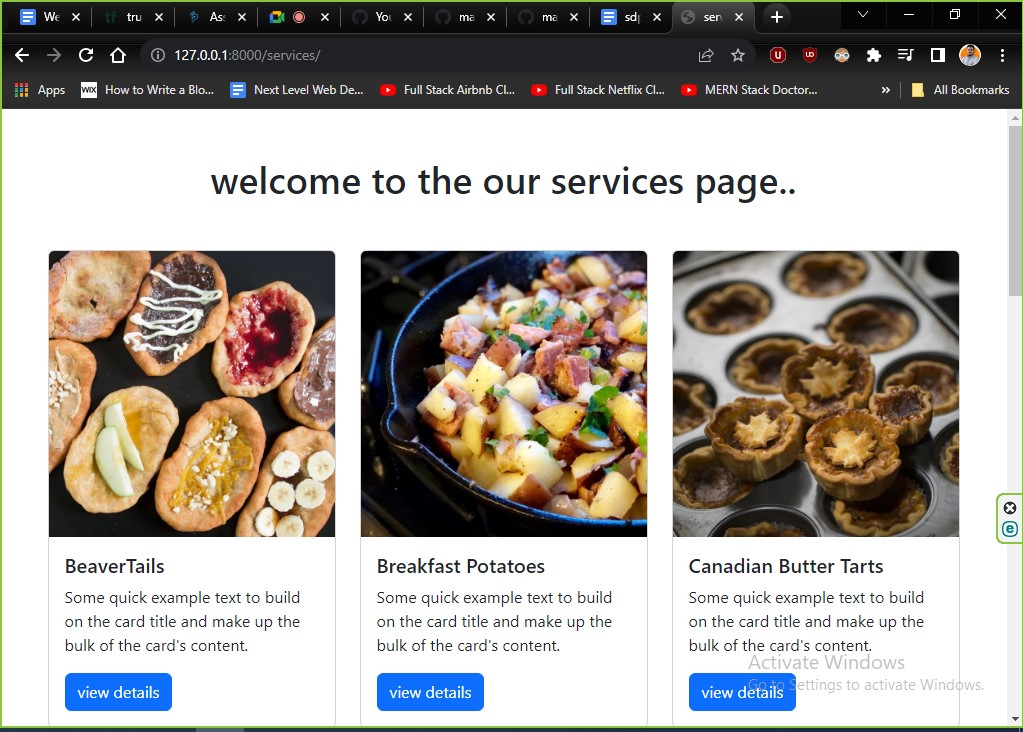 We
tru
As
You
ma
ma
sdp
serv
127.0.0.1:8000/services/
Apps
WIX How to Write a Blo...
Next Level Web De...
Full Stack Airbnb Cl...
Full Stack Netflix Cl...
MERN Stack Doctor...
»
All Bookmarks
welcome to the our services page..
BeaverTails
Some quick example text to build
on the card title and make up the
bulk of the card's content.
view details
Breakfast Potatoes
Some quick example text to build
on the card title and make up the
bulk of the card's content.
view details
Canadian Butter Tarts
Some quick example text to build
on the card title and make up the
bulk of the card's content.
view details
Activate Windows
Go to Settings to activate Windows.